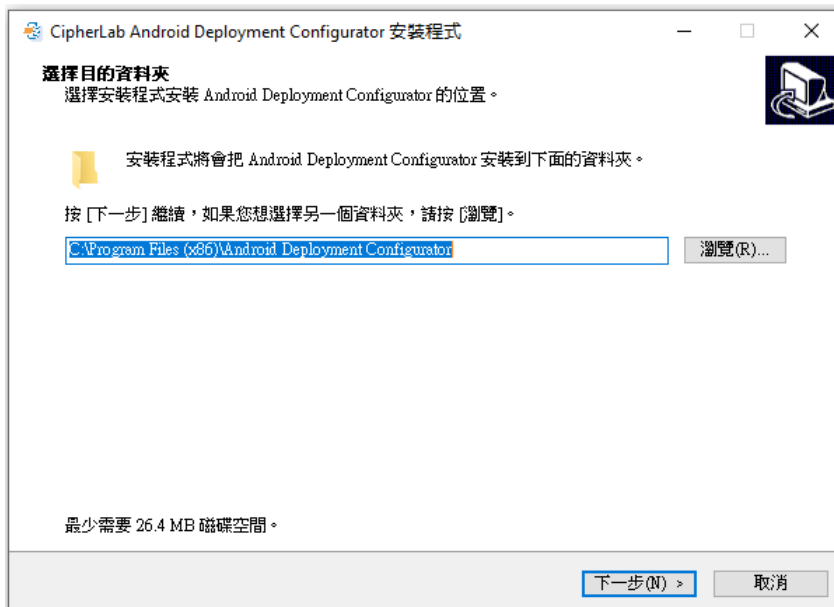 CipherLab Android Deployment Configurator 安裝程式
選擇目的資料夾
選擇安裝程式安裝 Android Deployment Configurator 的位置。
安裝程式將會把 Android Deployment Configurator 安裝到下面的資料夾。
按 [下一步] 繼續，如果您想選擇另一個資料夾，請按 [瀏覽]。
C:\Program Files (x86)\Android Deployment Configurator
瀏覽(R)...
最少需要 26.4 MB 磁碟空間。
下一步(N) >
取消